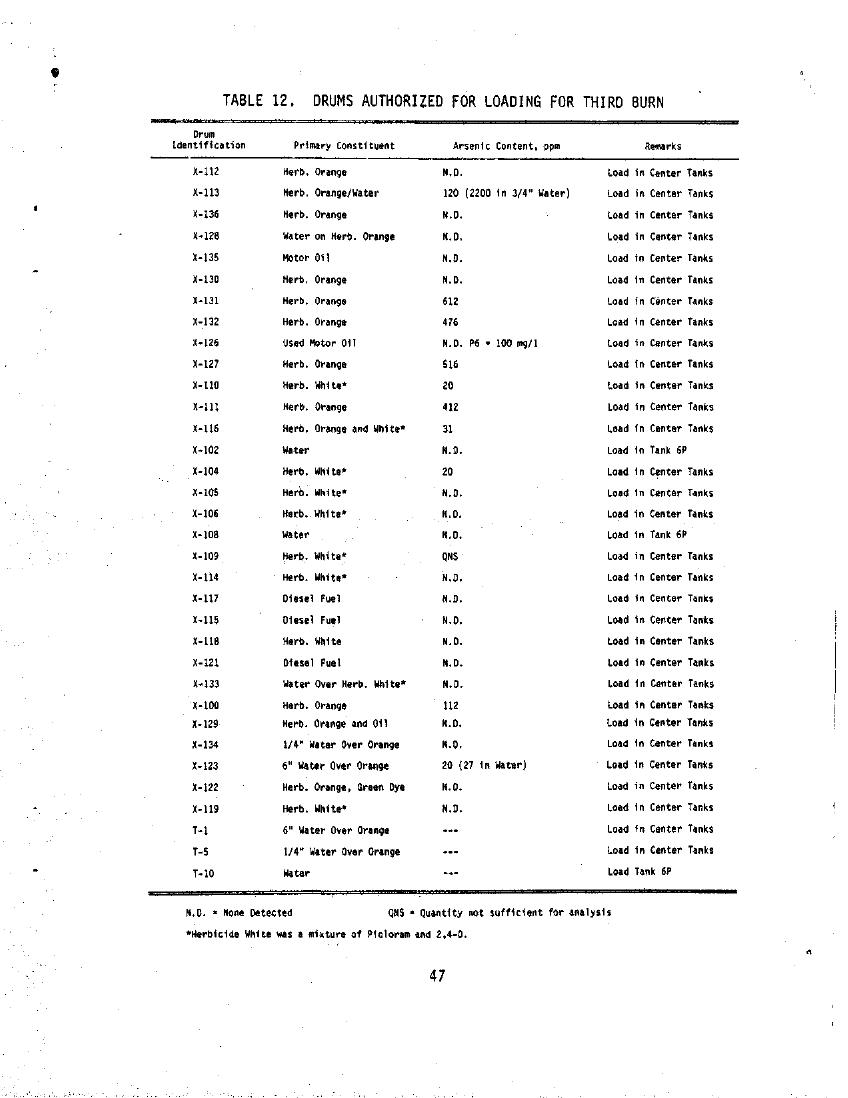 TABLE 12. DRUMS AUTHORIZED FOR LOADING FOR THIRD BURN
Drum
Identification Primary Constituent Arsenic Content, ppm Remarks
X-112 Herb. Orange N.D. Load in Center Tanks
X-113 Herb. Orange/Water 120 (2200 in 3/4" Water) Load in Center Tanks
X-136 Herb. Orange N.D. Load in Center Tanks
X-128 Water on Herb. Orange N.D. Load in Center Tanks
X-135 Motor Oil N.D. Load in Center Tanks
X-130 Herb. Orange N.D. Load in Center Tanks
X-131 Herb. Orange 612 Load in Center Tanks
X-132 Herb. Orange 476 Load in Center Tanks
X-126 Used Motor Oil N.D. P6 = 100 mg/l Load in Center Tanks
X-127 Herb. Orange 516 Load in Center Tanks
X-110 Herb. White* 20 Load in Center Tanks
X-111 Herb. Orange 412 Load in Center Tanks
X-116 Herb. Orange and White* 31 Load in Center Tanks
X-102 Water N.D. Load in Tank 6P
X-104 Herb. White* 20 Load in Center Tanks
X-105 Herb. White* N.D. Load in Center Tanks
X-106 Herb. White* N.D. Load in Center Tanks
X-108 Water N.D. Load in Tank 6P
X-109 Herb. White* QNS Load in Center Tanks
X-114 Herb. White* N.D. Load in Center Tanks
X-117 Diesel Fuel N.D. Load in Center Tanks
X-115 Diesel Fuel N.D. Load in Center Tanks
X-118 Herb. White N.D. Load in Center Tanks
X-121 Diesel Fuel N.D. Load in Center Tanks
X-133 Water Over Herb. White* N.D. Load in Center Tanks
X-100 Herb. Orange 112 Load in Center Tanks
X-129 Herb. Orange and Oil N.D. Load in Center Tanks
X-134 1/4" Water Over Orange N.D. Load in Center Tanks
X-123 6" Water Over Orange 20 (27 in Water) Load in Center Tanks
X-122 Herb. Orange, Green Dye N.D. Load in Center Tanks
X-119 Herb. White* N.D. Load in Center Tanks
T-1 6" Water Over Orange --- Load in Center Tanks
T-5 1/4" Water Over Orange --- Load in Center Tanks
T-10 Water --- Load Tank 6P
N.D. = None Detected QNS = Quantity not sufficient for analysis
*Herbicide White was a mixture of Picloram and 2,4-D.
47